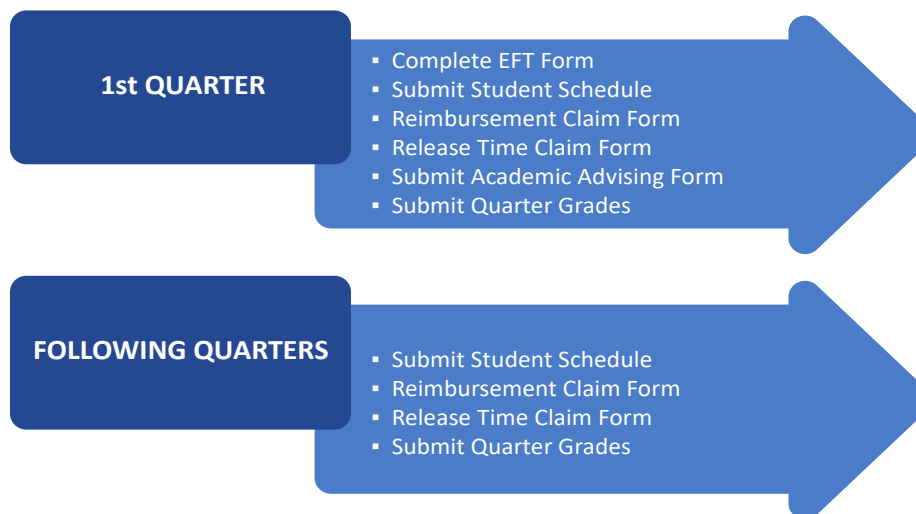 1st QUARTER
▪ Complete EFT Form
▪ Submit Student Schedule
▪ Reimbursement Claim Form
▪ Release Time Claim Form
▪ Submit Academic Advising Form
▪ Submit Quarter Grades
FOLLOWING QUARTERS
▪ Submit Student Schedule
▪ Reimbursement Claim Form
▪ Release Time Claim Form
▪ Submit Quarter Grades